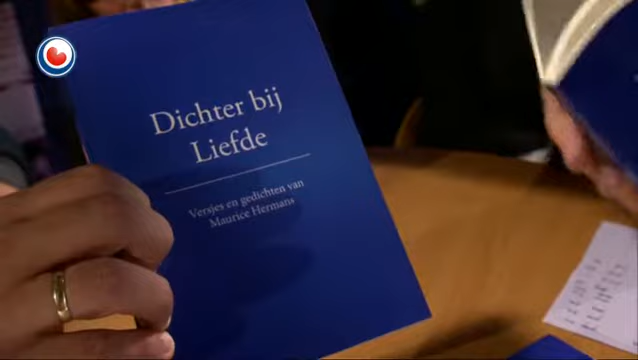 Dichter bij
Liefde
Versjes en gedichten van
Maurice Hermans